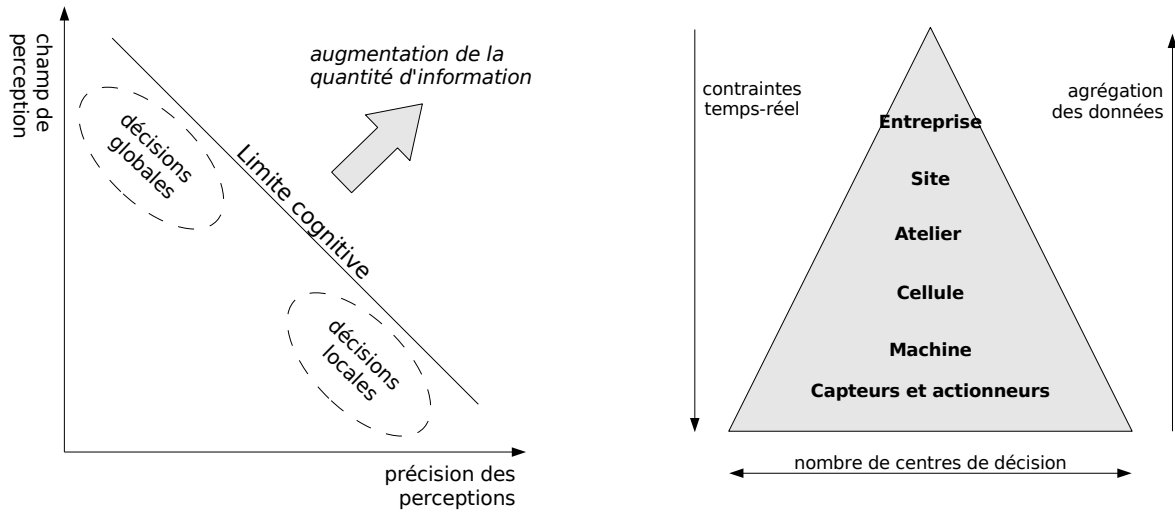 champ de
perception
augmentation de la
quantité d'information
décisions
globales
Limite cognitive
décisions
locales
précision des
perceptions
contraintes
temps-réel
agrégation
des données
Entreprise
Site
Atelier
Cellule
Machine
Capteurs et actionneurs
nombre de centres de décision